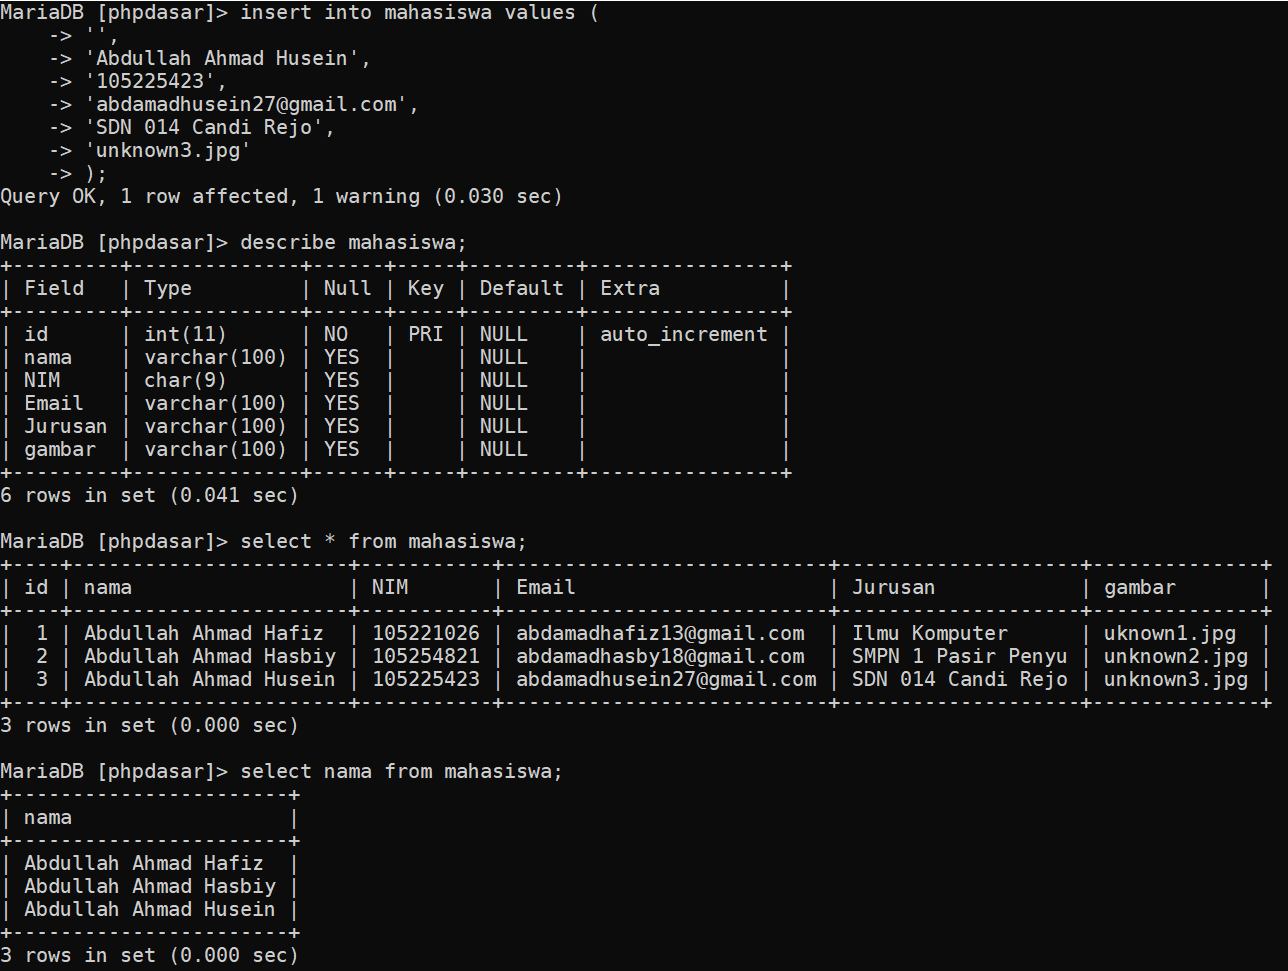 MariaDB [phpdasar]> insert into mahasiswa values (
    -> '',
    -> 'Abdullah Ahmad Husein',
    -> '105225423',
    -> 'abdamadhusein27@gmail.com',
    -> 'SDN 014 Candi Rejo',
    -> 'unknown3.jpg'
    -> );
Query OK, 1 row affected, 1 warning (0.030 sec)

MariaDB [phpdasar]> describe mahasiswa;
+---------+--------------+------+-----+---------+----------------+
| Field   | Type         | Null | Key | Default | Extra          |
+---------+--------------+------+-----+---------+----------------+
| id      | int(11)      | NO   | PRI | NULL    | auto_increment |
| nama    | varchar(100) | YES  |     | NULL    |                |
| NIM     | char(9)      | YES  |     | NULL    |                |
| Email   | varchar(100) | YES  |     | NULL    |                |
| Jurusan | varchar(100) | YES  |     | NULL    |                |
| gambar  | varchar(100) | YES  |     | NULL    |                |
+---------+--------------+------+-----+---------+----------------+
6 rows in set (0.041 sec)

MariaDB [phpdasar]> select * from mahasiswa;
+----+-----------------------+-----------+---------------------------+--------------------+--------------+
| id | nama                  | NIM       | Email                     | Jurusan            | gambar       |
+----+-----------------------+-----------+---------------------------+--------------------+--------------+
|  1 | Abdullah Ahmad Hafiz  | 105221026 | abdamadhafiz13@gmail.com  | Ilmu Komputer      | uknown1.jpg  |
|  2 | Abdullah Ahmad Hasbiy | 105254821 | abdamadhasby18@gmail.com  | SMPN 1 Pasir Penyu | unknown2.jpg |
|  3 | Abdullah Ahmad Husein | 105225423 | abdamadhusein27@gmail.com | SDN 014 Candi Rejo | unknown3.jpg |
+----+-----------------------+-----------+---------------------------+--------------------+--------------+
3 rows in set (0.000 sec)

MariaDB [phpdasar]> select nama from mahasiswa;
+-----------------------+
| nama                  |
+-----------------------+
| Abdullah Ahmad Hafiz  |
| Abdullah Ahmad Hasbiy |
| Abdullah Ahmad Husein |
+-----------------------+
3 rows in set (0.000 sec)